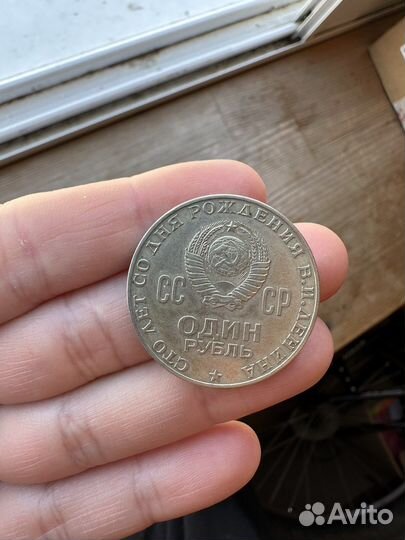 СТО ЛЕТ СО ДНЯ РОЖДЕНИЯ В.И.ЛЕНИНА
СС СР
ОДИН
РУБЛЬ
Avito